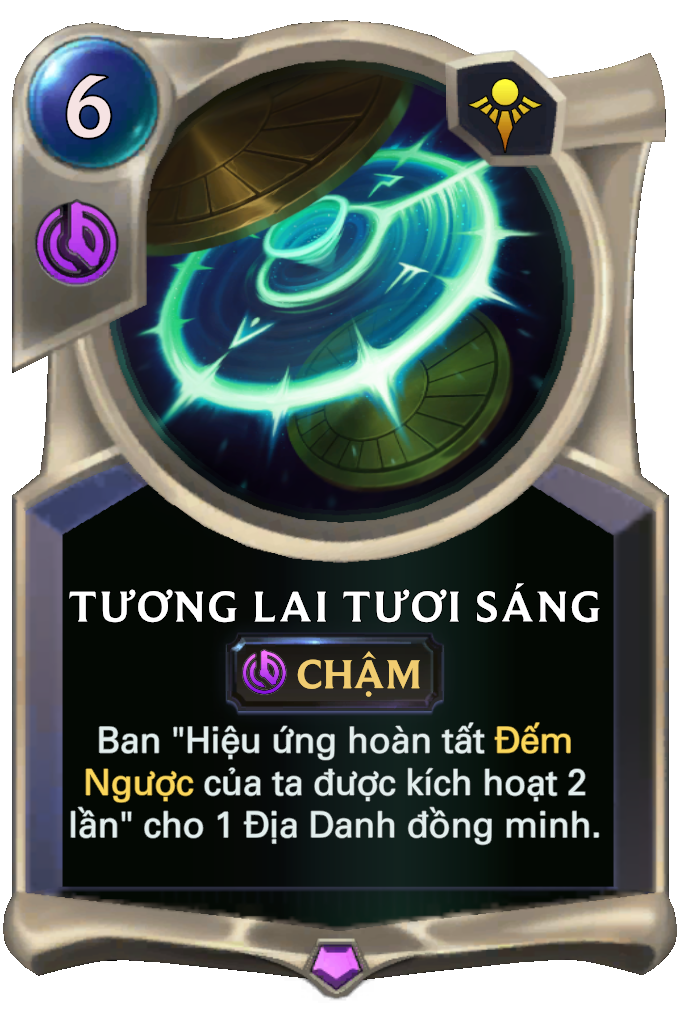 6
TƯƠNG LAI TƯƠI SÁNG
CHẬM
Ban "Hiệu ứng hoàn tất Đếm
Ngược của ta được kích hoạt 2
lần" cho 1 Địa Danh đồng minh.